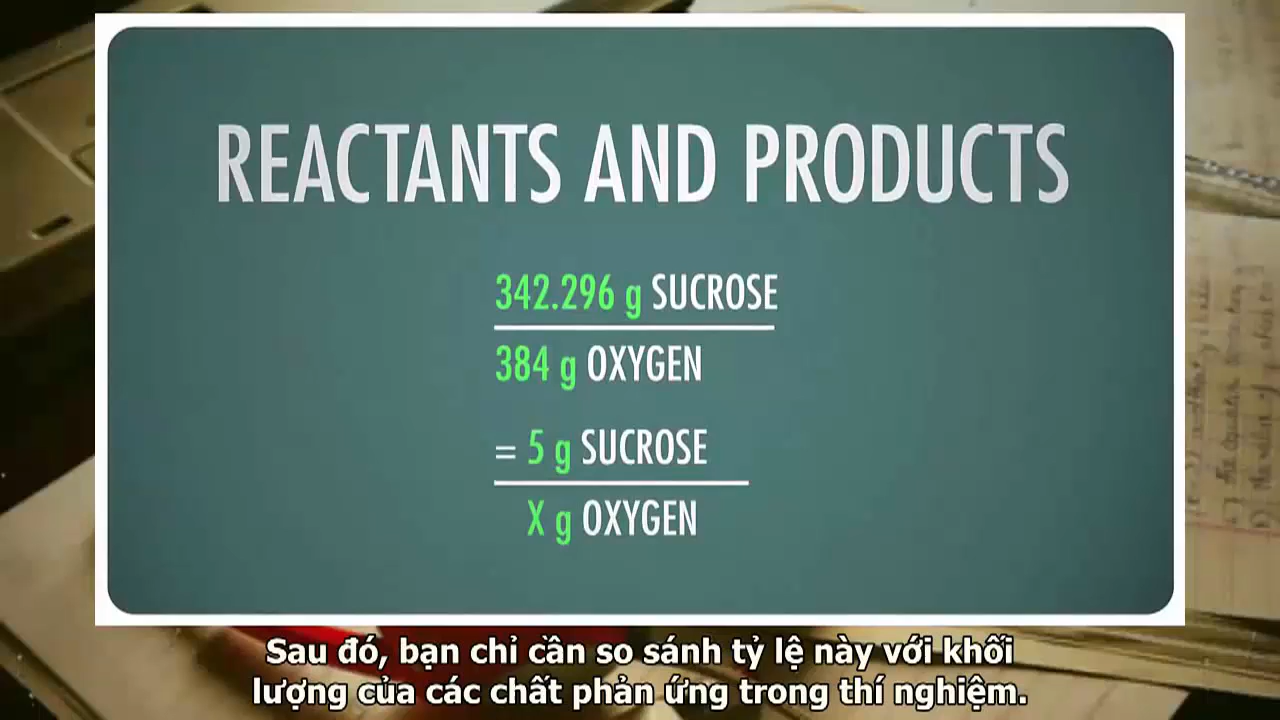 REACTANTS AND PRODUCTS
342.296 g SUCROSE
384 g OXYGEN
= 5 g SUCROSE
X g OXYGEN
Sau đó, bạn chỉ cần so sánh tỷ lệ này với khối
lượng của các chất phản ứng trong thí nghiệm.